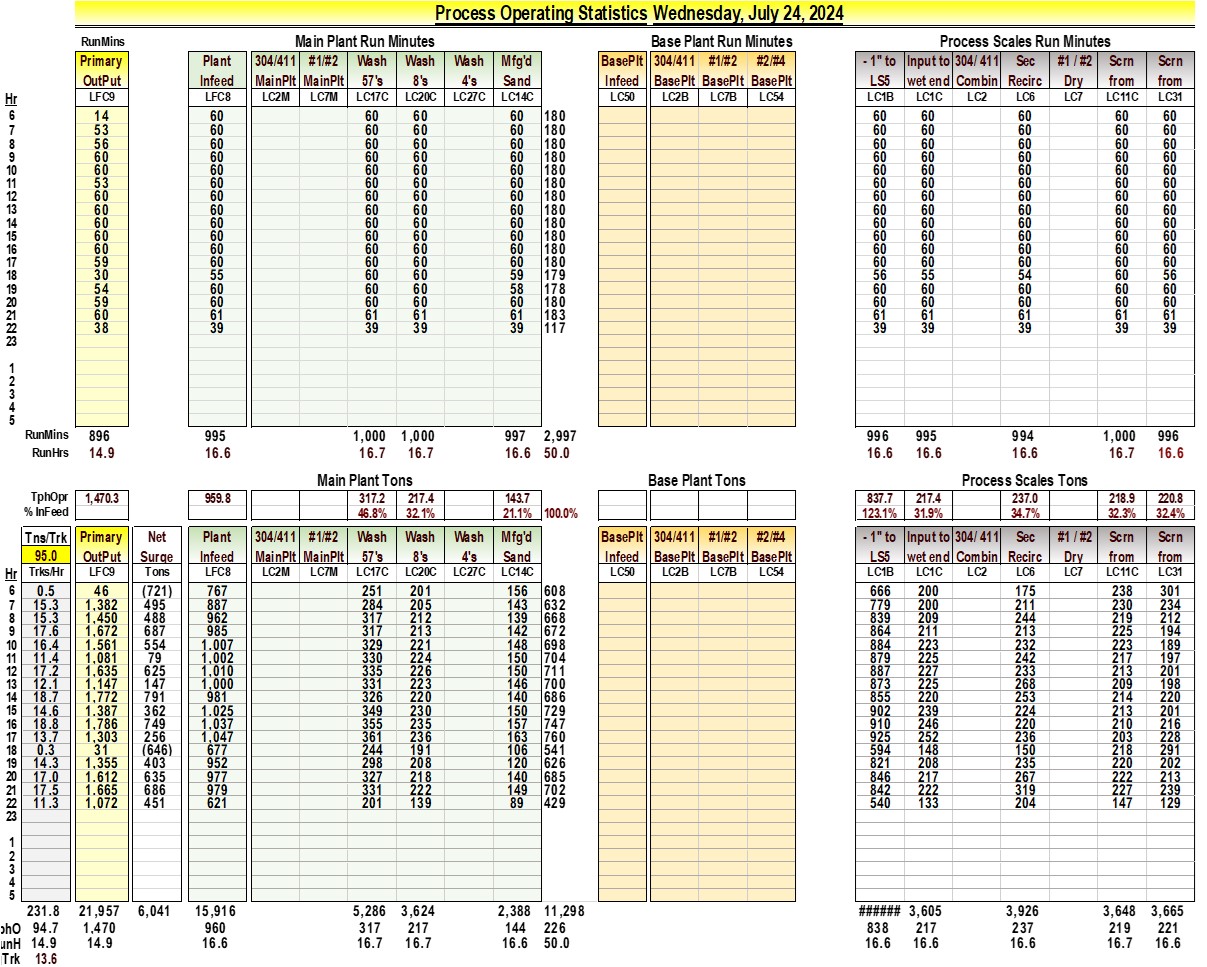 Process Operating Statistics Wednesday, July 24, 2024
RunMins Main Plant Run Minutes Base Plant Run Minutes Process Scales Run Minutes
Primary Plant 304/411 #1/#2 Wash Wash Wash Mfg'd BasePlt 304/411 #1/#2 #2/#4 - 1" to Input to 304/ 411 Sec #1 / #2 Scrn Scrn
OutPut Infeed MainPlt MainPlt 57's 8's 4's Sand Infeed BasePlt BasePlt BasePlt LS5 wet end Combin Recirc Dry from from
Hr LFC9 LFC8 LC2M LC7M LC17C LC20C LC27C LC14C LC50 LC2B LC7B LC54 LC1B LC1C LC2 LC6 LC7 LC11C LC31
6 14 60 60 60 60 180 60 60 60 60 60
7 53 60 60 60 60 180 60 60 60 60 60
8 56 60 60 60 60 180 60 60 60 60 60
9 60 60 60 60 60 180 60 60 60 60 60
10 60 60 60 60 60 180 60 60 60 60 60
11 53 60 60 60 60 180 60 60 60 60 60
12 60 60 60 60 60 180 60 60 60 60 60
13 60 60 60 60 60 180 60 60 60 60 60
14 60 60 60 60 60 180 60 60 60 60 60
15 60 60 60 60 60 180 60 60 60 60 60
16 60 60 60 60 60 180 60 60 60 60 60
17 59 60 60 60 60 180 60 60 60 60 60
18 30 55 60 60 59 179 56 55 54 60 56
19 54 60 60 60 58 178 60 60 60 60 60
20 59 60 60 60 60 180 60 60 60 60 60
21 60 61 61 61 61 183 61 61 61 61 61
22 38 39 39 39 39 117 39 39 39 39 39
23
1
2
3
4
5
RunMins 896 995 1,000 1,000 997 2,997 996 995 994 1,000 996
RunHrs 14.9 16.6 16.7 16.7 16.6 50.0 16.6 16.6 16.6 16.7 16.6
Main Plant Tons Base Plant Tons Process Scales Tons
TphOpr 1,470.3 959.8 317.2 217.4 143.7 837.7 217.4 237.0 218.9 220.8
% InFeed 46.8% 32.1% 21.1% 100.0% 123.1% 31.9% 34.7% 32.3% 32.4%
Tns/Trk Primary Net Plant 304/411 #1/#2 Wash Wash Wash Mfg'd BasePlt 304/411 #1/#2 #2/#4 - 1" to Input to 304/ 411 Sec #1 / #2 Scrn Scrn
95.0 OutPut Surge Infeed MainPlt MainPlt 57's 8's 4's Sand Infeed BasePlt BasePlt BasePlt LS5 wet end Combin Recirc Dry from from
Hr Trks/Hr LFC9 Tons LFC8 LC2M LC7M LC17C LC20C LC27C LC14C LC50 LC2B LC7B LC54 LC1B LC1C LC2 LC6 LC7 LC11C LC31
6 0.5 46 (721) 767 251 201 156 608 666 200 175 238 301
7 15.3 1,382 495 887 284 205 143 632 779 200 211 230 234
8 15.3 1,450 488 962 317 212 139 668 839 209 244 219 212
9 17.6 1,672 687 985 317 213 142 672 864 211 213 225 194
10 16.4 1,561 554 1,007 329 221 148 698 884 223 232 223 189
11 11.4 1,081 79 1,002 330 224 150 704 879 225 242 217 197
12 17.2 1,635 625 1,010 335 226 150 711 887 227 233 213 201
13 12.1 1,147 147 1,000 331 223 146 700 873 225 268 209 198
14 18.7 1,772 791 981 326 220 140 686 855 220 253 214 220
15 14.6 1,387 362 1,025 349 230 150 729 902 239 224 213 201
16 18.8 1,786 749 1,037 355 235 157 747 910 246 220 210 216
17 13.7 1,303 256 1,047 361 236 163 760 925 252 236 203 228
18 0.3 31 (646) 677 244 191 106 541 594 148 150 218 291
19 14.3 1,355 403 952 298 208 120 626 821 208 235 220 202
20 17.0 1,612 635 977 327 218 140 685 846 217 267 222 213
21 17.5 1,665 686 979 331 222 149 702 842 222 319 227 239
22 11.3 1,072 451 621 201 139 89 429 540 133 204 147 129
23
1
2
3
4
5
231.8 21,957 6,041 15,916 5,286 3,624 2,388 11,298 ###### 3,605 3,926 3,648 3,665
phO 94.7 1,470 960 317 217 144 226 838 217 237 219 221
unH 14.9 14.9 16.6 16.7 16.7 16.6 50.0 16.6 16.6 16.6 16.7 16.6
Trk 13.6